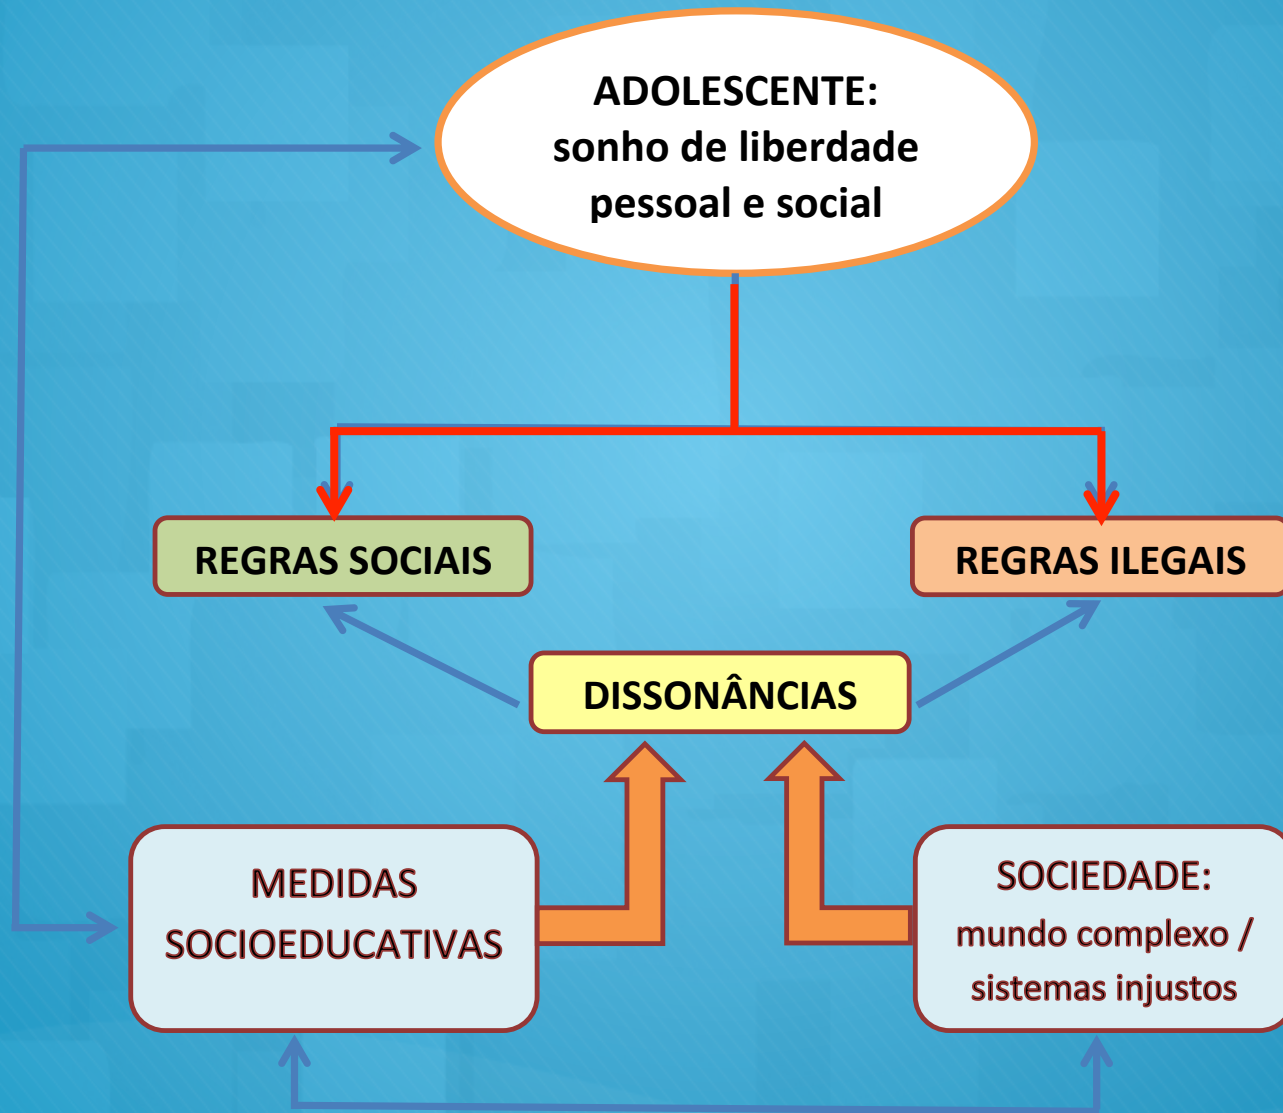 ADOLESCENTE:
sonho de liberdade
pessoal e social
REGRAS SOCIAIS
REGRAS ILEGAIS
DISSONÂNCIAS
MEDIDAS
SOCIOEDUCATIVAS
SOCIEDADE:
mundo complexo /
sistemas injustos